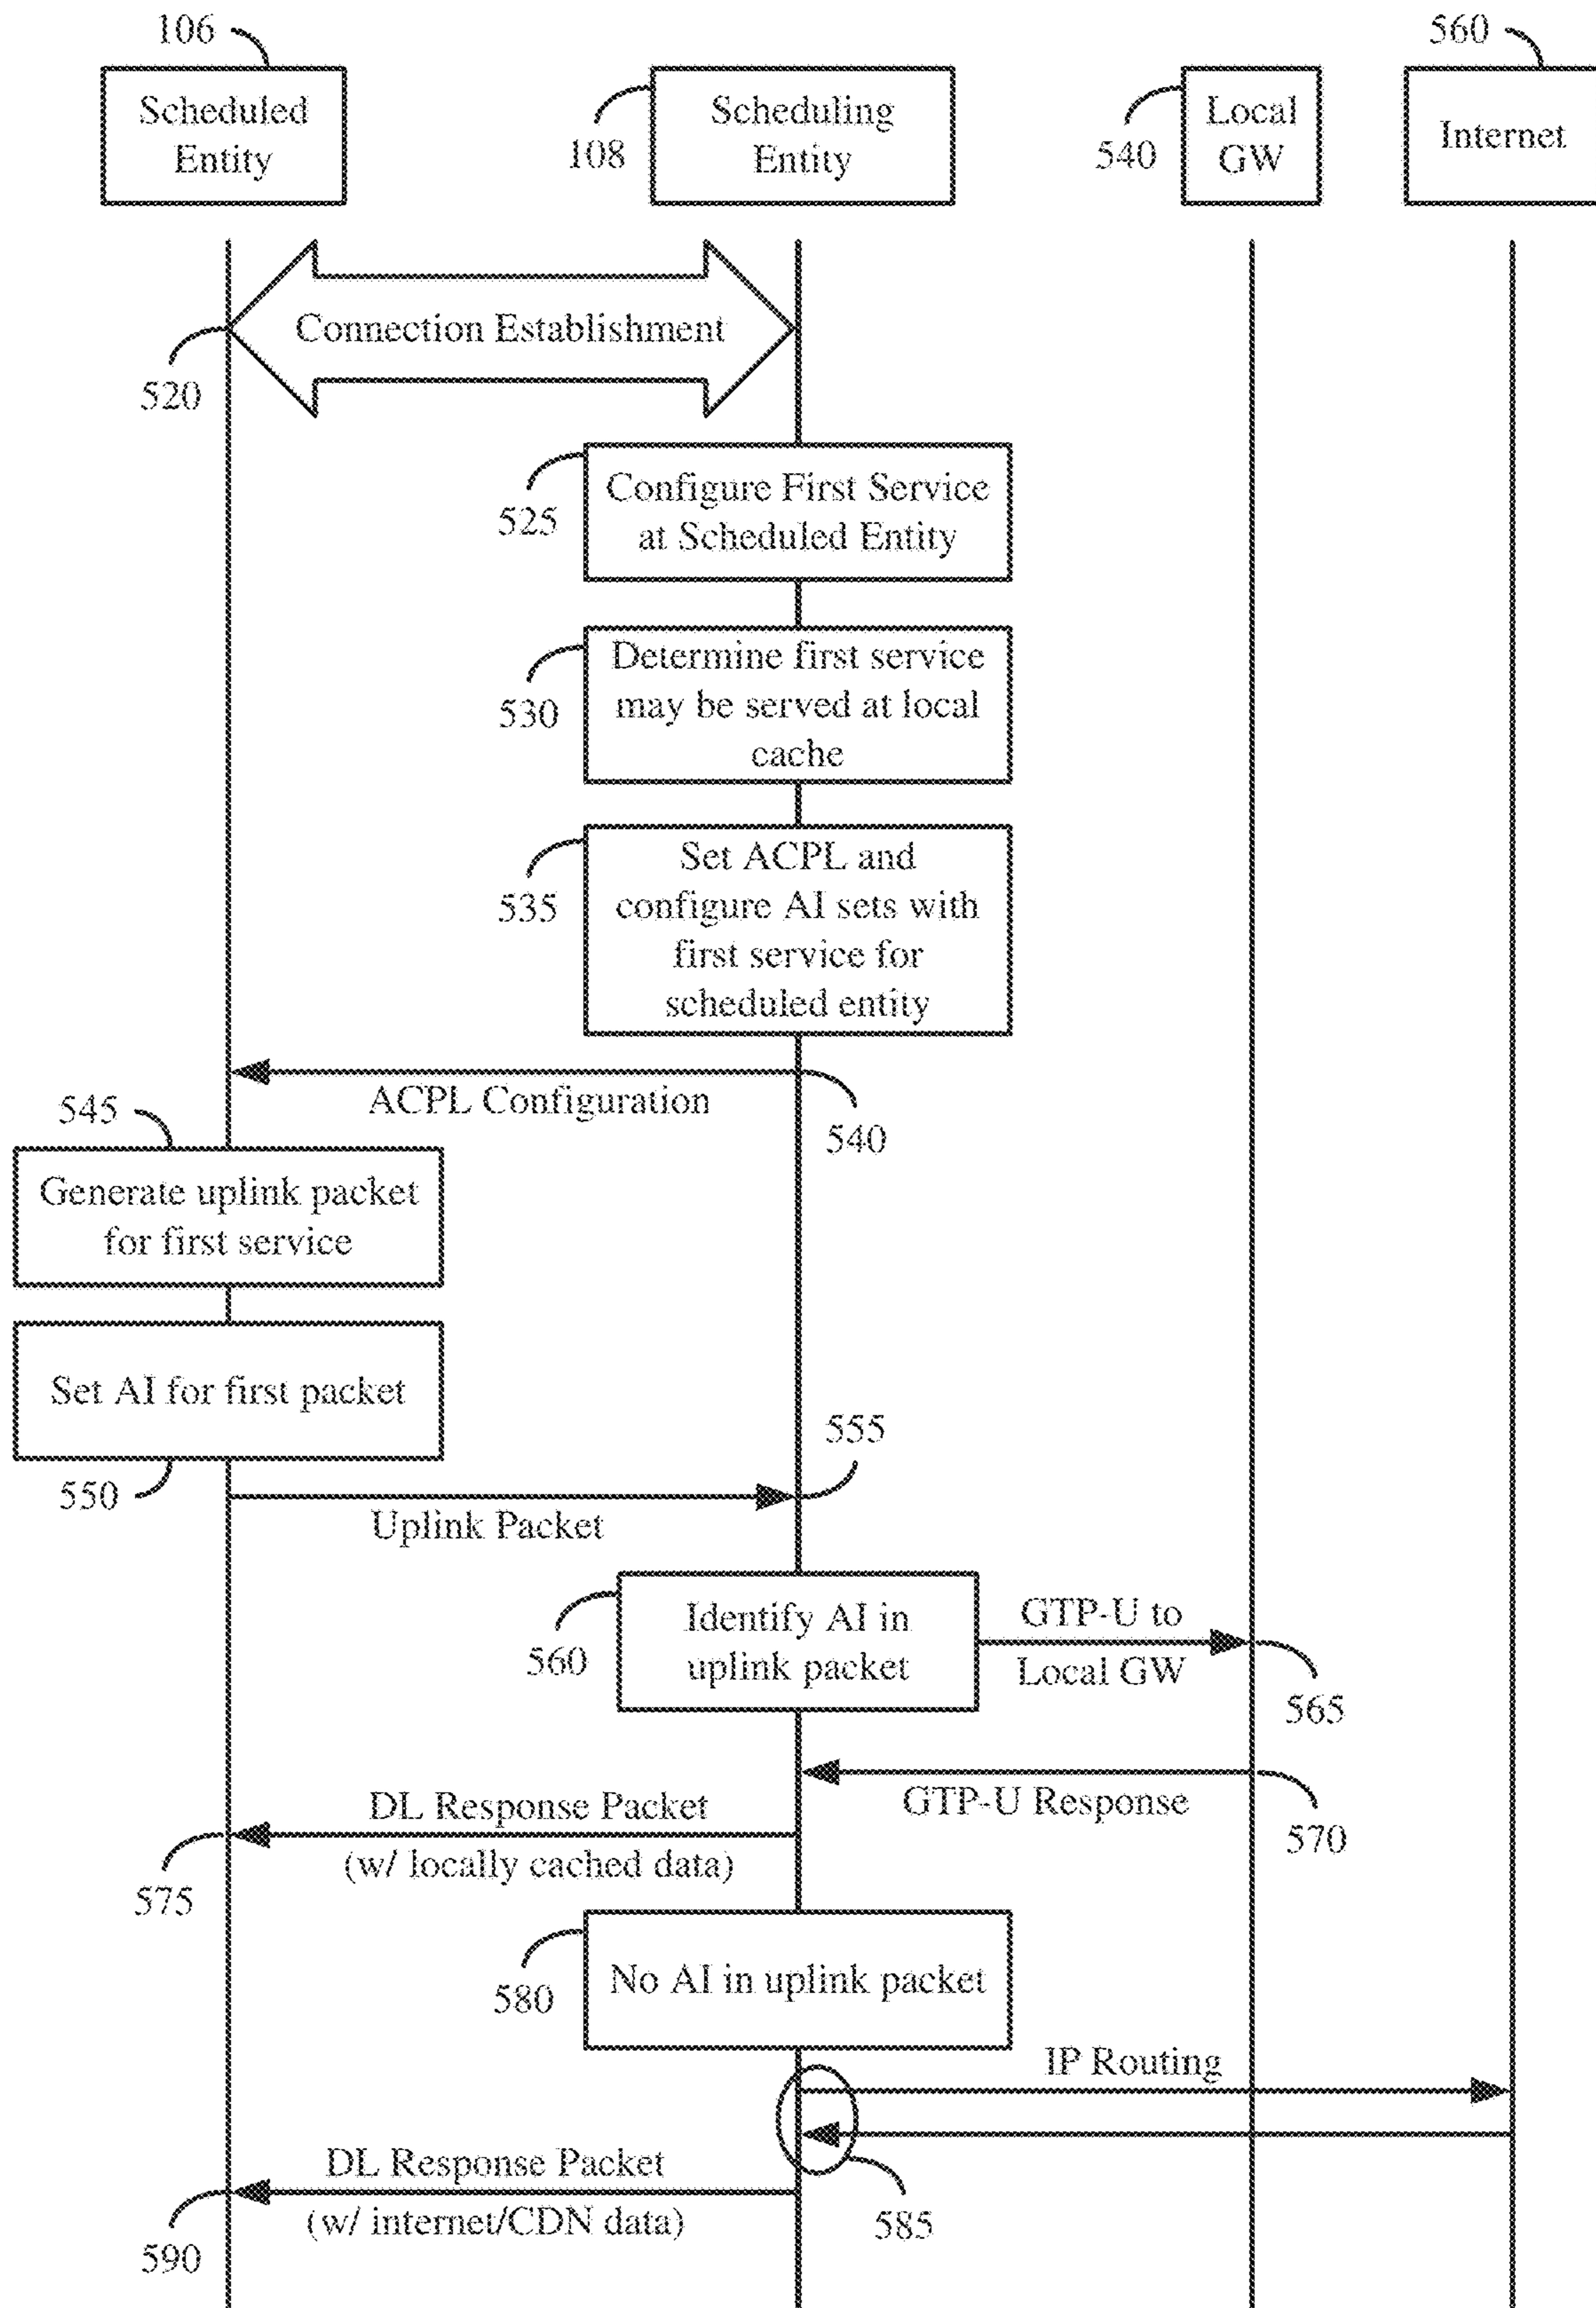 106
560
Scheduled
Entity
108
Scheduling
Entity
540
Local
GW
Internet
Connection Establishment
520
Configure First Service
at Scheduled Entity
525
Determine first service
may be served at local
cache
530
Set ACPL and
configure AI sets with
first service for
scheduled entity
535
ACPL Configuration
540
545
Generate uplink packet
for first service
Set AI for first packet
550
555
Uplink Packet
Identify AI in
uplink packet
560
GTP-U to
Local GW
565
GTP-U Response
570
DL Response Packet
(w/ locally cached data)
575
No AI in uplink packet
580
IP Routing
585
DL Response Packet
(w/ internet/CDN data)
590